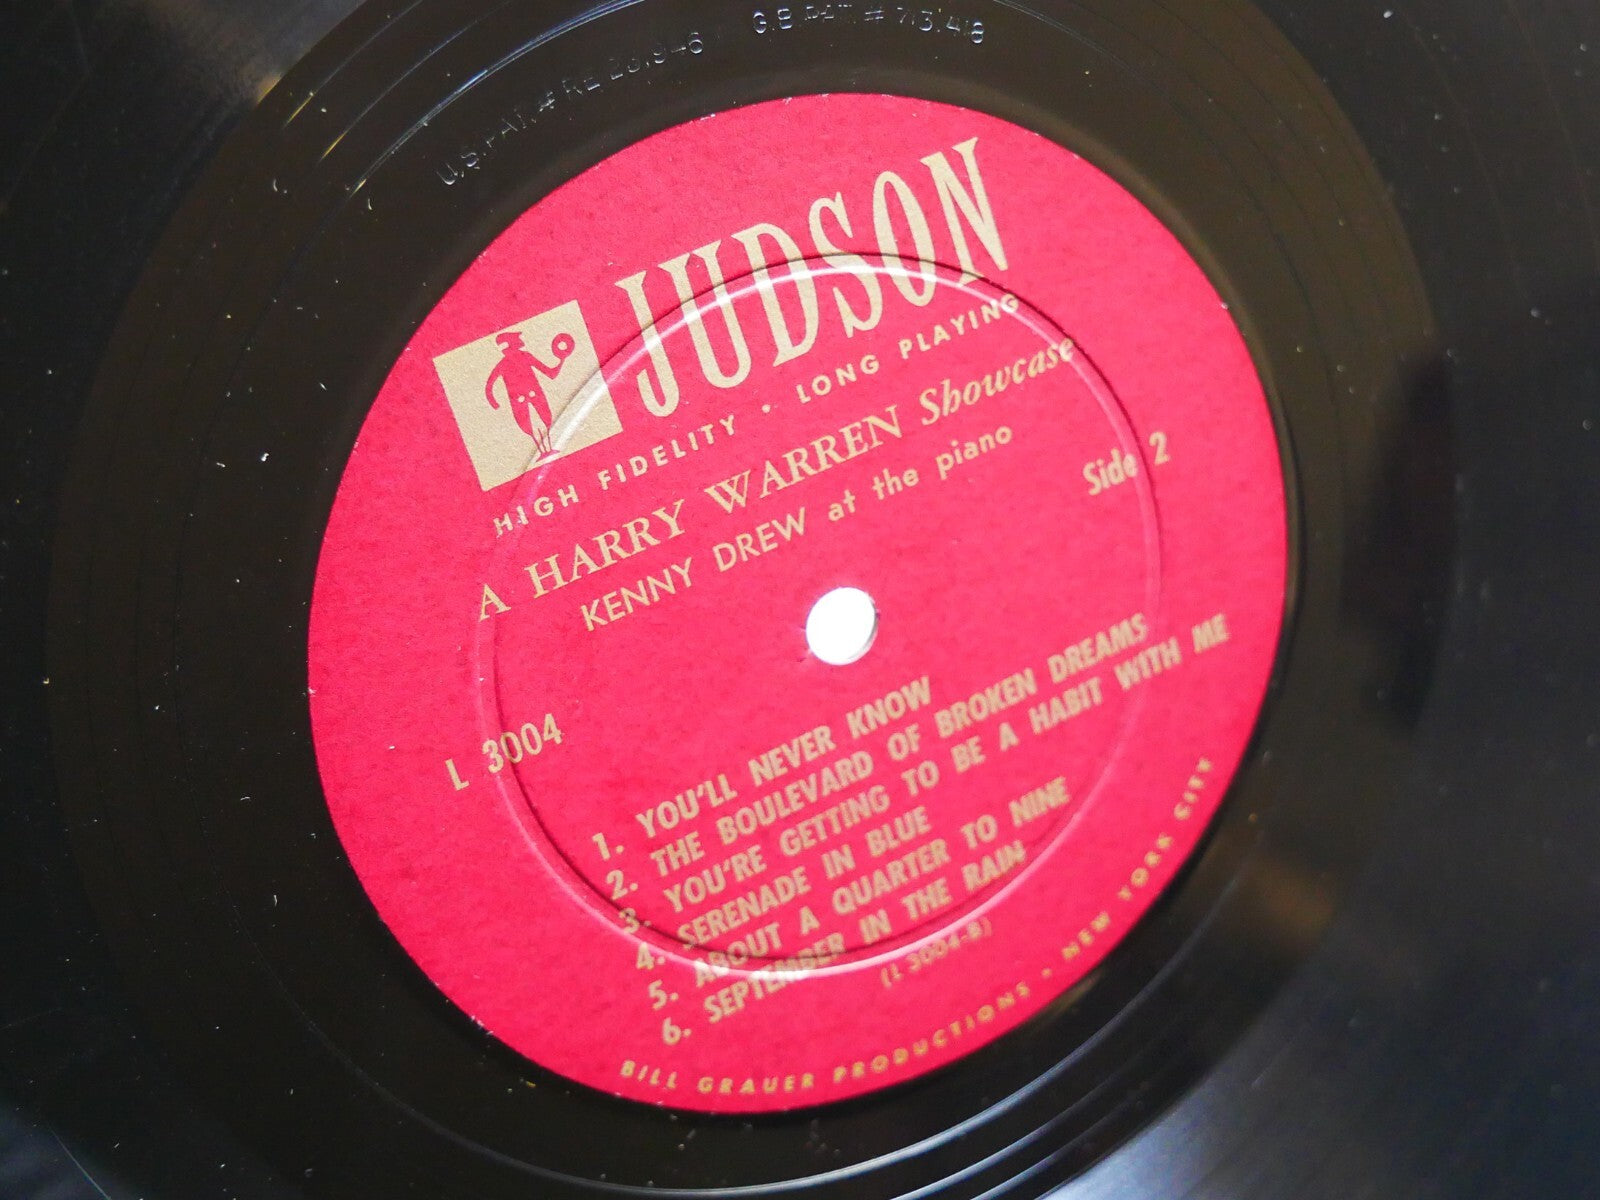 U.S. PAT. # RE 23,946 G.B. PAT. # 713,418
JUDSON
HIGH FIDELITY • LONG PLAYING
A HARRY WARREN Showcase
KENNY DREW at the piano
Side 2
L 3004
1. YOU'LL NEVER KNOW
2. THE BOULEVARD OF BROKEN DREAMS
3. YOU'RE GETTING TO BE A HABIT WITH ME
4. SERENADE IN BLUE
5. ABOUT A QUARTER TO NINE
6. SEPTEMBER IN THE RAIN
(L 3004-B)
BILL GRAUER PRODUCTIONS • NEW YORK CITY